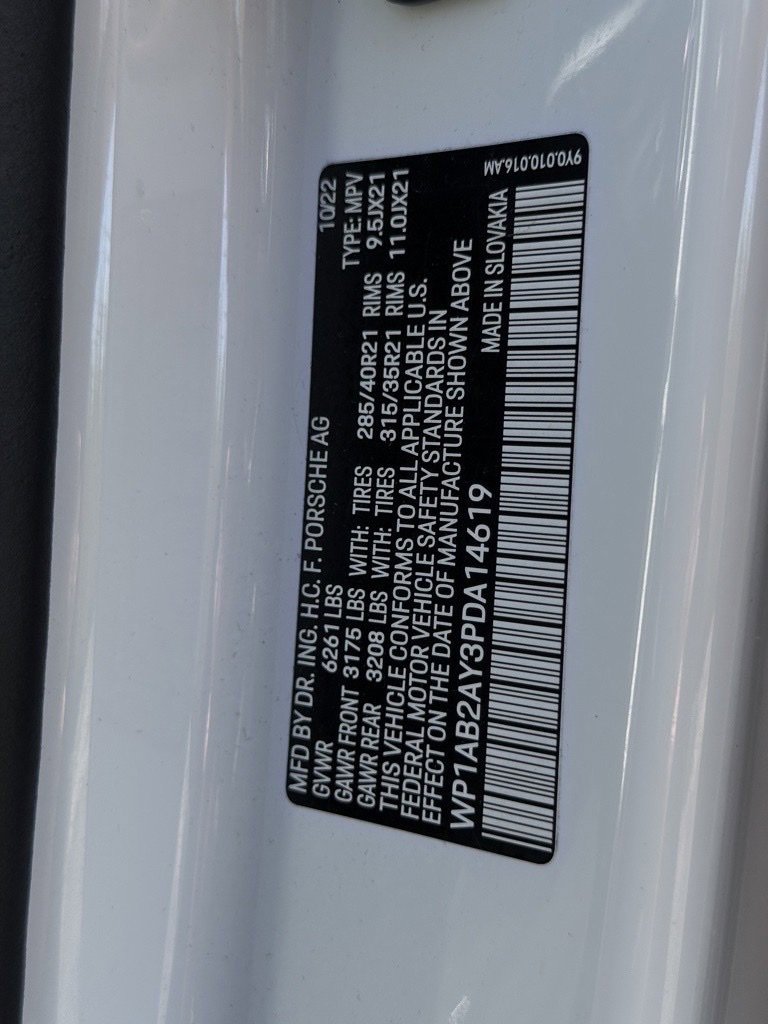 MFD BY DR. ING. H.C. F. PORSCHE AG 10/22
GVWR 6261 LBS TYPE: MPV
GAWR FRONT 3175 LBS WITH: TIRES 285/40R21 RIMS 9.5JX21
GAWR REAR 3208 LBS WITH: TIRES 315/35R21 RIMS 11.0JX21
THIS VEHICLE CONFORMS TO ALL APPLICABLE U.S.
FEDERAL MOTOR VEHICLE SAFETY STANDARDS IN
EFFECT ON THE DATE OF MANUFACTURE SHOWN ABOVE
WP1AB2AY3PDA14619 MADE IN SLOVAKIA
9Y0.010.016.AM